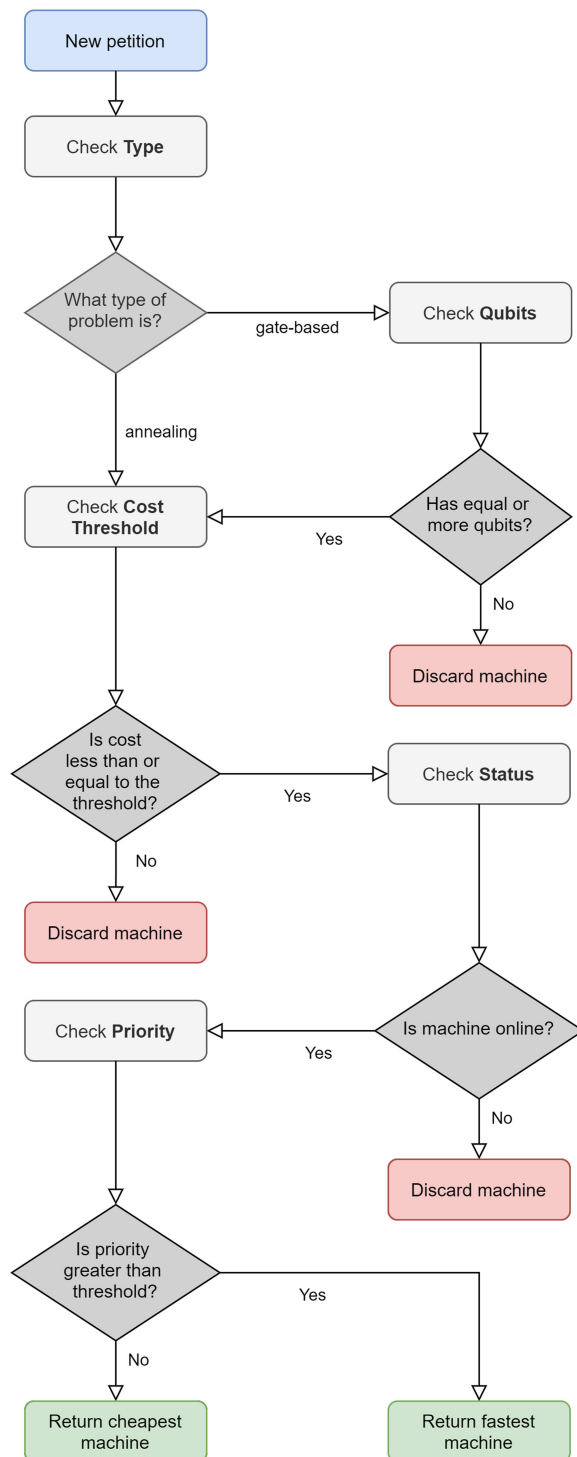 New petition
Check Type
What type of
problem is?
gate-based
Check Qubits
annealing
Check Cost
Threshold
Has equal or
more qubits?
Yes
No
Discard machine
Is cost
less than or
equal to the
threshold?
Yes
Check Status
No
Discard machine
Check Priority
Is machine online?
Yes
No
Discard machine
Is priority
greater than
threshold?
Yes
No
Return cheapest
machine
Return fastest
machine